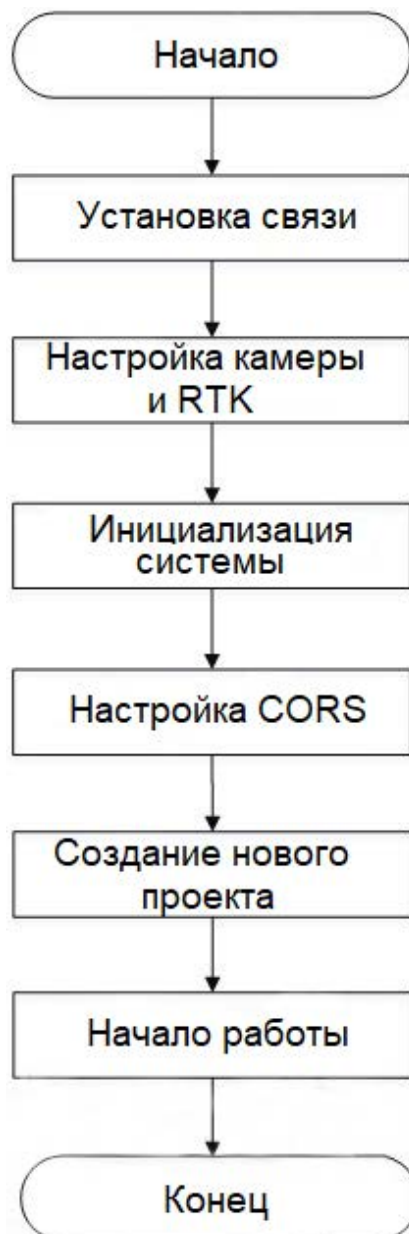 Начало
Установка связи
Настройка камеры
и RTK
Инициализация
системы
Настройка CORS
Создание нового
проекта
Начало работы
Конец